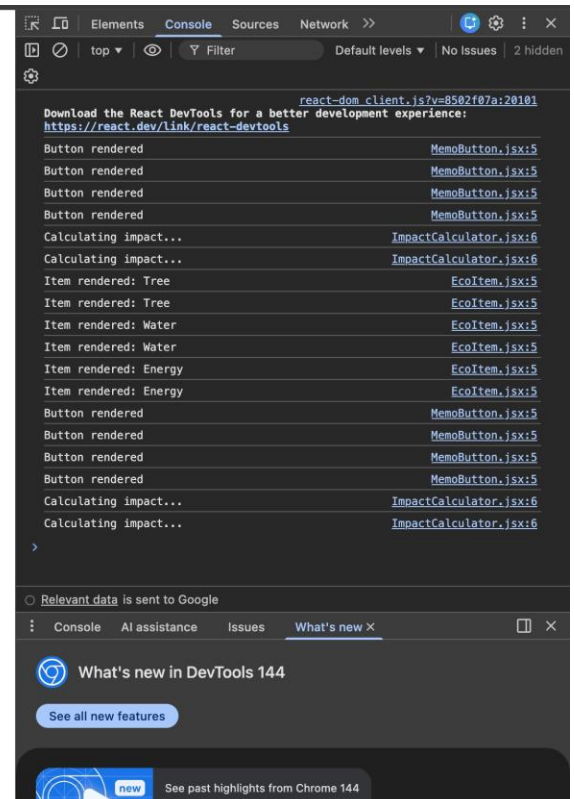 Elements Console Sources Network >>
top ▼ Filter Default levels ▼ No Issues 2 hidden
react-dom_client.js?v=8502f07a:20101
Download the React DevTools for a better development experience:
https://react.dev/link/react-devtools
Button rendered MemoButton.jsx:5
Button rendered MemoButton.jsx:5
Button rendered MemoButton.jsx:5
Button rendered MemoButton.jsx:5
Calculating impact... ImpactCalculator.jsx:6
Calculating impact... ImpactCalculator.jsx:6
Item rendered: Tree EcoItem.jsx:5
Item rendered: Tree EcoItem.jsx:5
Item rendered: Water EcoItem.jsx:5
Item rendered: Water EcoItem.jsx:5
Item rendered: Energy EcoItem.jsx:5
Item rendered: Energy EcoItem.jsx:5
Button rendered MemoButton.jsx:5
Button rendered MemoButton.jsx:5
Button rendered MemoButton.jsx:5
Button rendered MemoButton.jsx:5
Calculating impact... ImpactCalculator.jsx:6
Calculating impact... ImpactCalculator.jsx:6
>
Relevant data is sent to Google
Console AI assistance Issues What's new ×
What's new in DevTools 144
See all new features
new See past highlights from Chrome 144